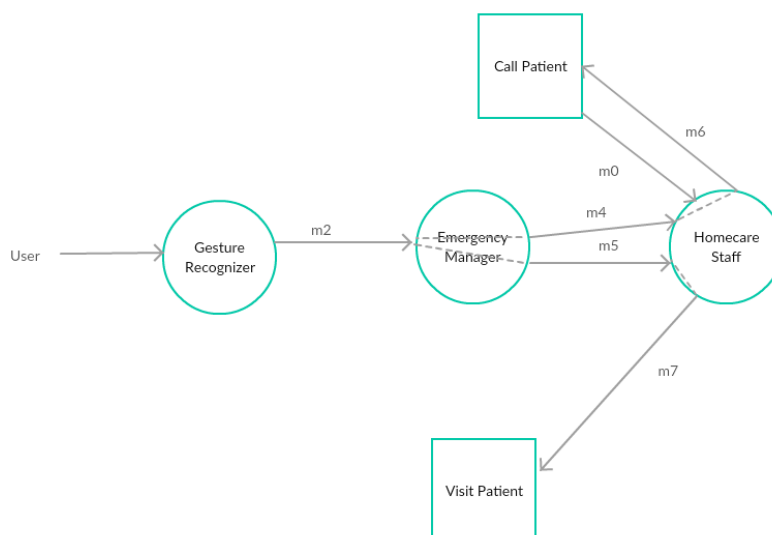 Call Patient
m6
m0
m2
m4
Emergency
Manager
m5
Homecare
Staff
User
Gesture
Recognizer
m7
Visit Patient